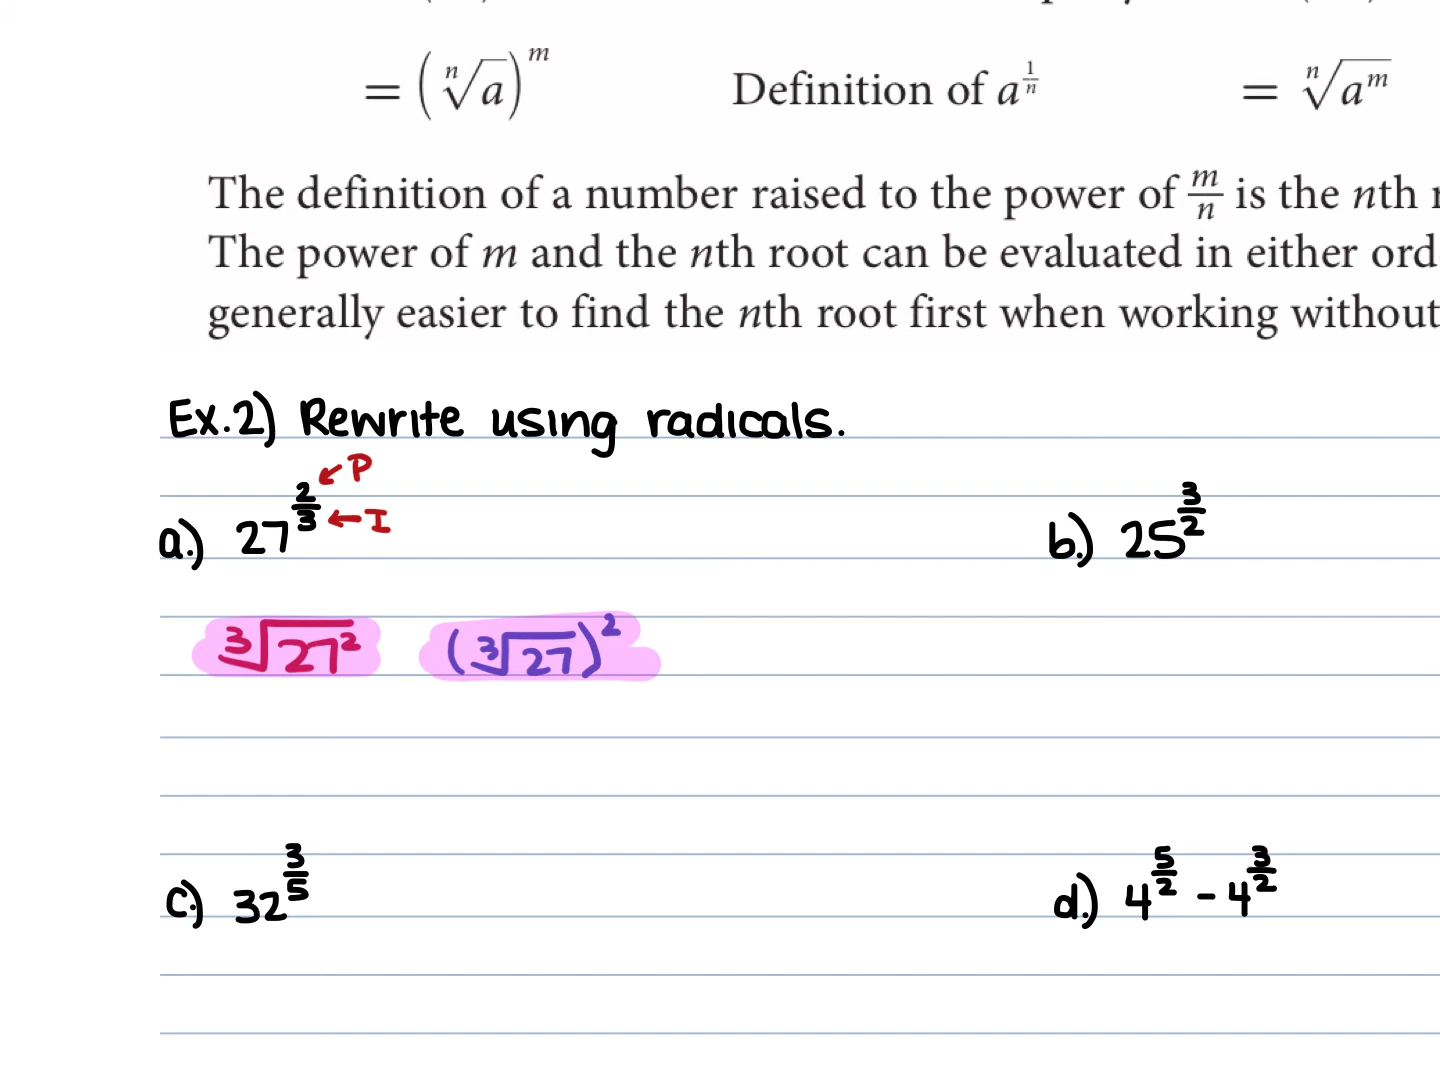 = (ⁿ√a)ᵐ Definition of a^(1/n) = ⁿ√aᵐ
The definition of a number raised to the power of m/n is the nth
The power of m and the nth root can be evaluated in either
generally easier to find the nth root first when working without
Ex.2) Rewrite using radicals.
a.) 27^(2/3) ← P ← I b.) 25^(3/2)
³√27² (³√27)²
c.) 32^(3/5) d.) 4^(5/2) - 4^(3/2)